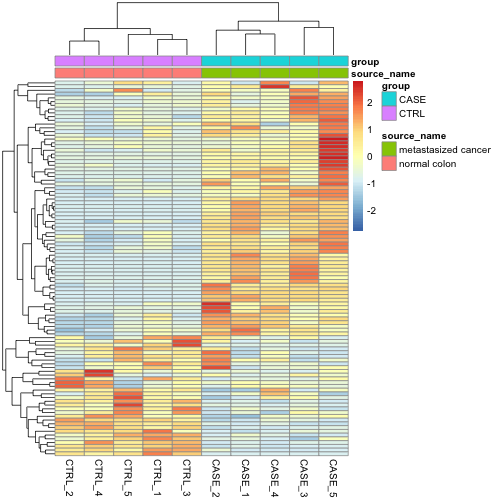 group
source_name
group
CASE
CTRL
source_name
metastasized cancer
normal colon
2
1
0
-1
-2
CTRL_2
CTRL_4
CTRL_5
CTRL_1
CTRL_3
CASE_2
CASE_1
CASE_4
CASE_3
CASE_5